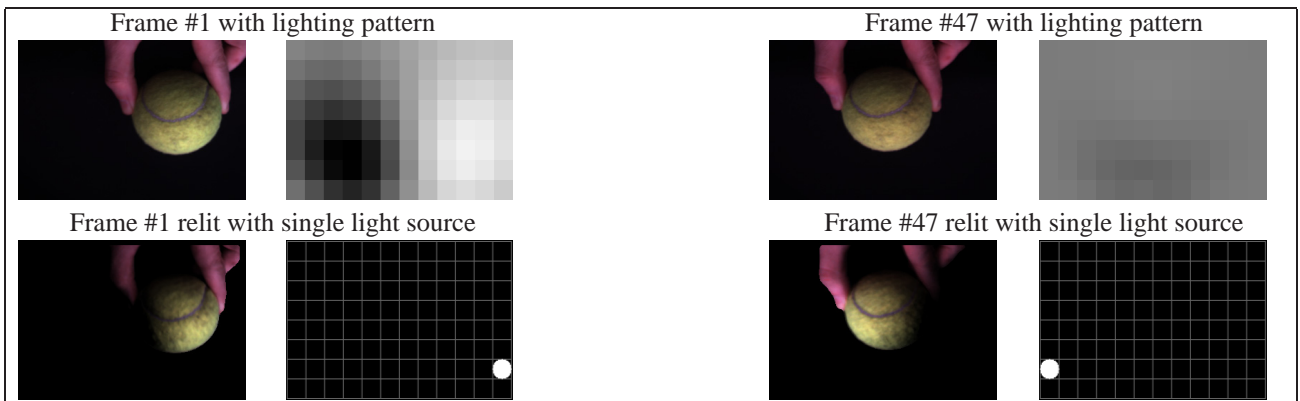 Frame #1 with lighting pattern
Frame #47 with lighting pattern
Frame #1 relit with single light source
Frame #47 relit with single light source